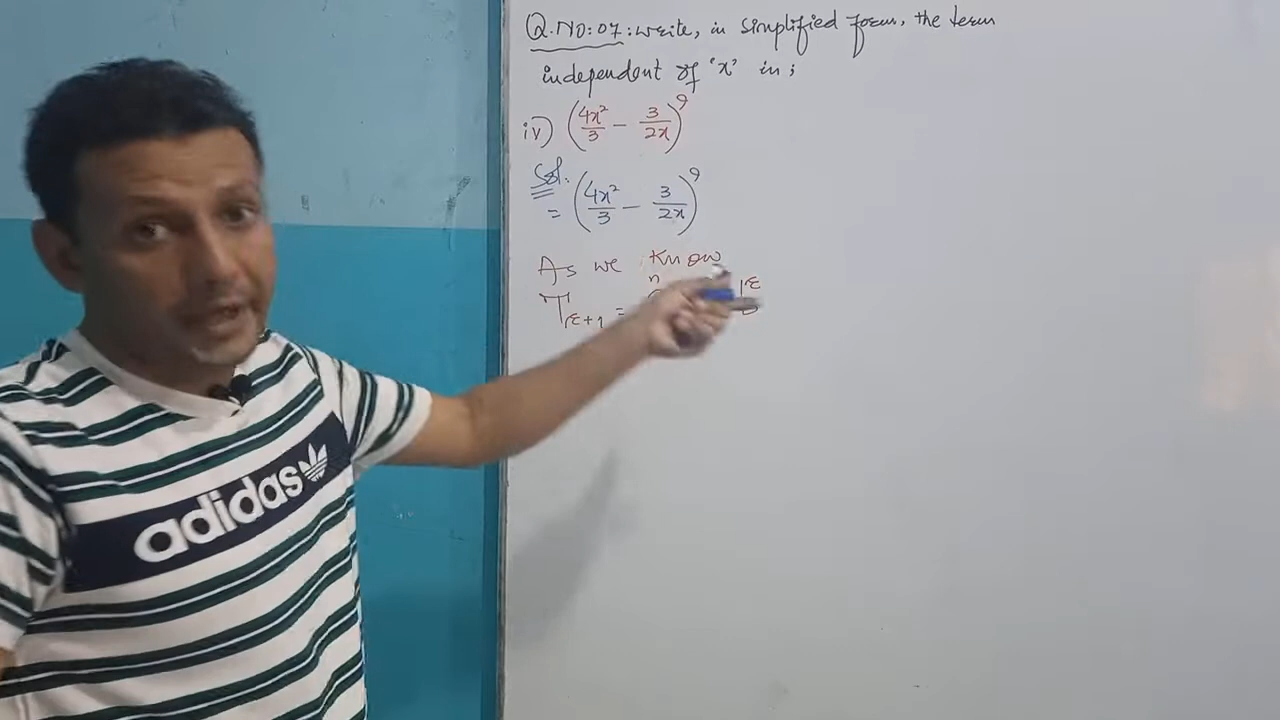 Q.No:07: write, in simplified form, the term
independent of 'x' in;
iv) (4x²/3 - 3/2x)⁹
Sol:
= (4x²/3 - 3/2x)⁹
As we Know
T r+1 =
adidas